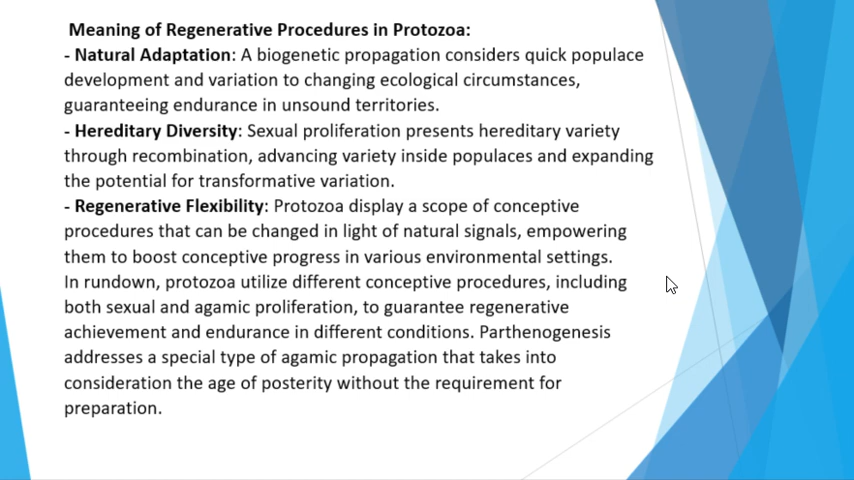 Meaning of Regenerative Procedures in Protozoa:
- Natural Adaptation: A biogenetic propagation considers quick populace
development and variation to changing ecological circumstances,
guaranteeing endurance in unsound territories.
- Hereditary Diversity: Sexual proliferation presents hereditary variety
through recombination, advancing variety inside populaces and expanding
the potential for transformative variation.
- Regenerative Flexibility: Protozoa display a scope of conceptive
procedures that can be changed in light of natural signals, empowering
them to boost conceptive progress in various environmental settings.
In rundown, protozoa utilize different conceptive procedures, including
both sexual and agamic proliferation, to guarantee regenerative
achievement and endurance in different conditions. Parthenogenesis
addresses a special type of agamic propagation that takes into
consideration the age of posterity without the requirement for
preparation.